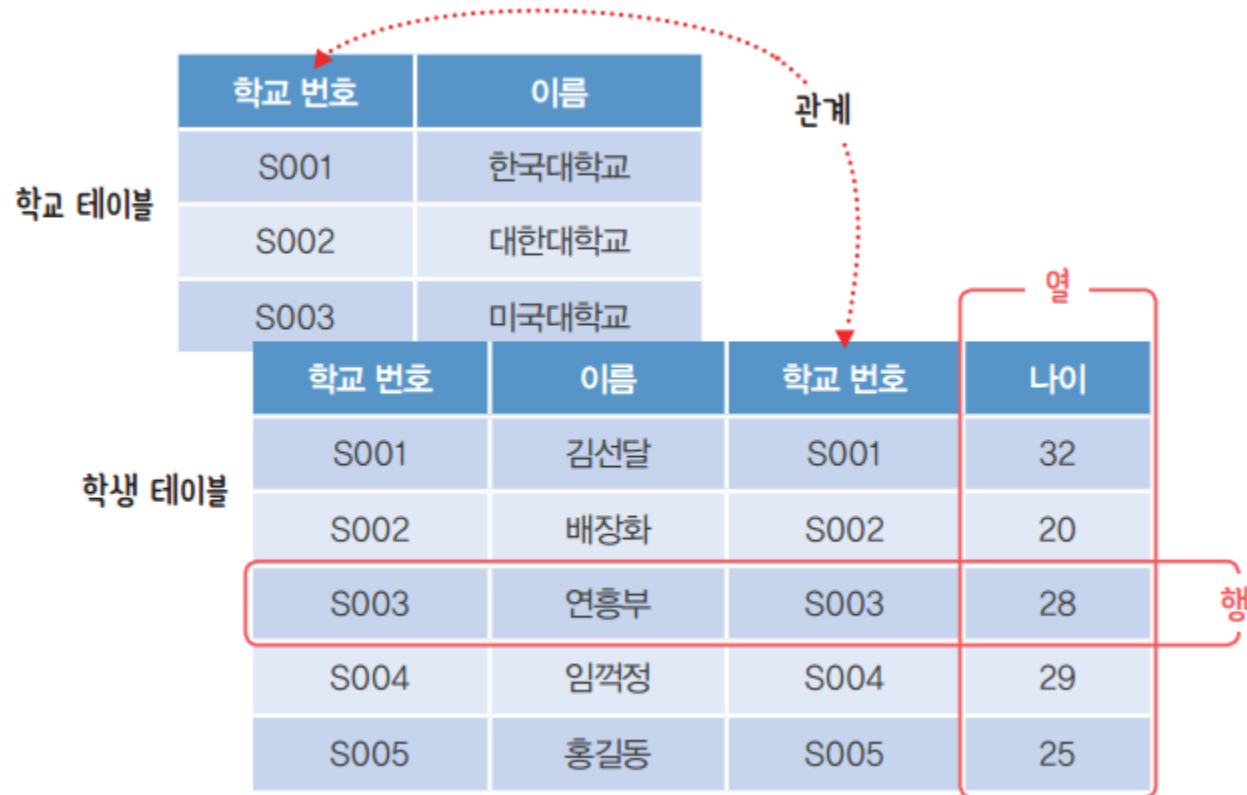 학교 번호 이름
관계
S001 한국대학교
학교 테이블
S002 대한대학교
S003 미국대학교
열
학교 번호 이름 학교 번호 나이
S001 김선달 S001 32
학생 테이블
S002 배장화 S002 20
S003 연흥부 S003 28
행
S004 임꺽정 S004 29
S005 홍길동 S005 25